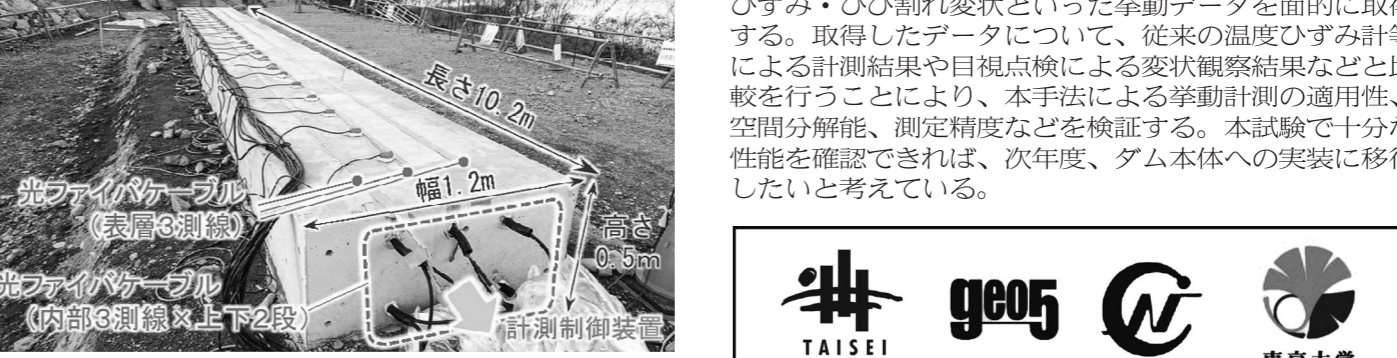 長さ10.2m
幅1.2m
高さ
0.5m
光ファイバケーブル
(表層3測線)
光ファイバケーブル
(内部3測線×上下2段)
計測制御装置
ひずみ・ひび割れ変状といった挙動データを面的に取得
する。取得したデータについて、従来の温度ひずみ計等
による計測結果や目視点検による変状観察結果などと比
較を行うことにより、本手法による挙動計測の適用性、
空間分解能、測定精度などを検証する。本試験で十分な
性能を確認できれば、次年度、ダム本体への実装に移行
したいと考えている。
TAISEI
geo5
東京大学